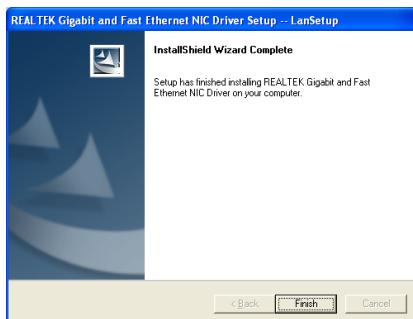 REALTEK Gigabit and Fast Ethernet NIC Driver Setup -- LanSetup
InstallShield Wizard Complete
Setup has finished installing REALTEK Gigabit and Fast
Ethernet NIC Driver on your computer.
< Back
Finish
Cancel